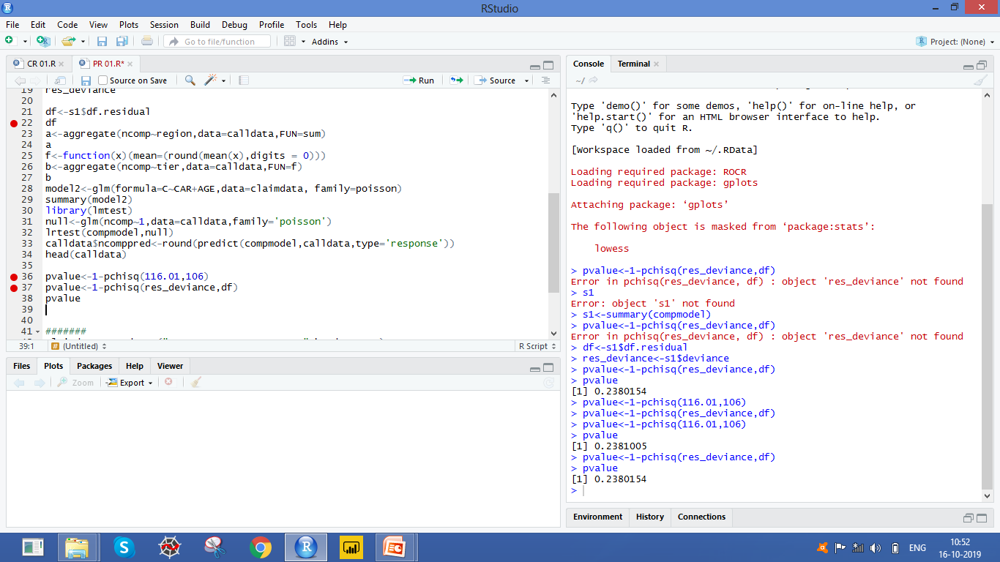 RStudio
File Edit Code View Plots Session Build Debug Profile Tools Help
Go to file/function Addins Project: (None)
CR 01.R PR 01.R*
Source on Save Run Source
19 res_deviance
20
21 df<-s1$df.residual
22 df
23 a<-aggregate(ncomp~region,data=calldata,FUN=sum)
24 a
25 f<-function(x)(mean=(round(mean(x),digits = 0)))
26 b<-aggregate(ncomp~tier,data=calldata,FUN=f)
27 b
28 model2<-glm(formula=C~CAR+AGE,data=claimdata, family=poisson)
29 summary(model2)
30 library(lmtest)
31 null<-glm(ncomp~1,data=calldata,family='poisson')
32 lrtest(compmodel,null)
33 calldata$ncomppred<-round(predict(compmodel,calldata,type='response'))
34 head(calldata)
35
36 pvalue<-1-pchisq(116.01,106)
37 pvalue<-1-pchisq(res_deviance,df)
38 pvalue
39
40
41 #######
39:1 # (Untitled) R Script
Files Plots Packages Help Viewer
Zoom Export
Console Terminal
~/
Type 'demo()' for some demos, 'help()' for on-line help, or
'help.start()' for an HTML browser interface to help.
Type 'q()' to quit R.
[Workspace loaded from ~/.RData]
Loading required package: ROCR
Loading required package: gplots
Attaching package: ‘gplots’
The following object is masked from ‘package:stats’:
lowess
> pvalue<-1-pchisq(res_deviance,df)
Error in pchisq(res_deviance, df) : object 'res_deviance' not found
> s1
Error: object 's1' not found
> s1<-summary(compmodel)
> pvalue<-1-pchisq(res_deviance,df)
Error in pchisq(res_deviance, df) : object 'res_deviance' not found
> df<-s1$df.residual
> res_deviance<-s1$deviance
> pvalue<-1-pchisq(res_deviance,df)
> pvalue
[1] 0.2380154
> pvalue<-1-pchisq(116.01,106)
> pvalue<-1-pchisq(res_deviance,df)
> pvalue<-1-pchisq(116.01,106)
> pvalue
[1] 0.2381005
> pvalue<-1-pchisq(res_deviance,df)
> pvalue
[1] 0.2380154
>
Environment History Connections
ENG
10:52
16-10-2019